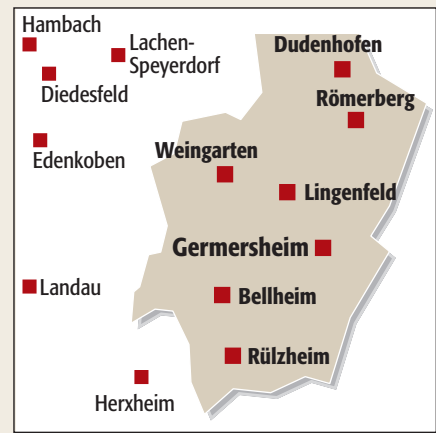 Hambach
Lachen-
Speyerdorf
Dudenhofen
Diedesfeld
Römerberg
Edenkoben
Weingarten
Lingenfeld
Germersheim
Landau
Bellheim
Rülzheim
Herxheim